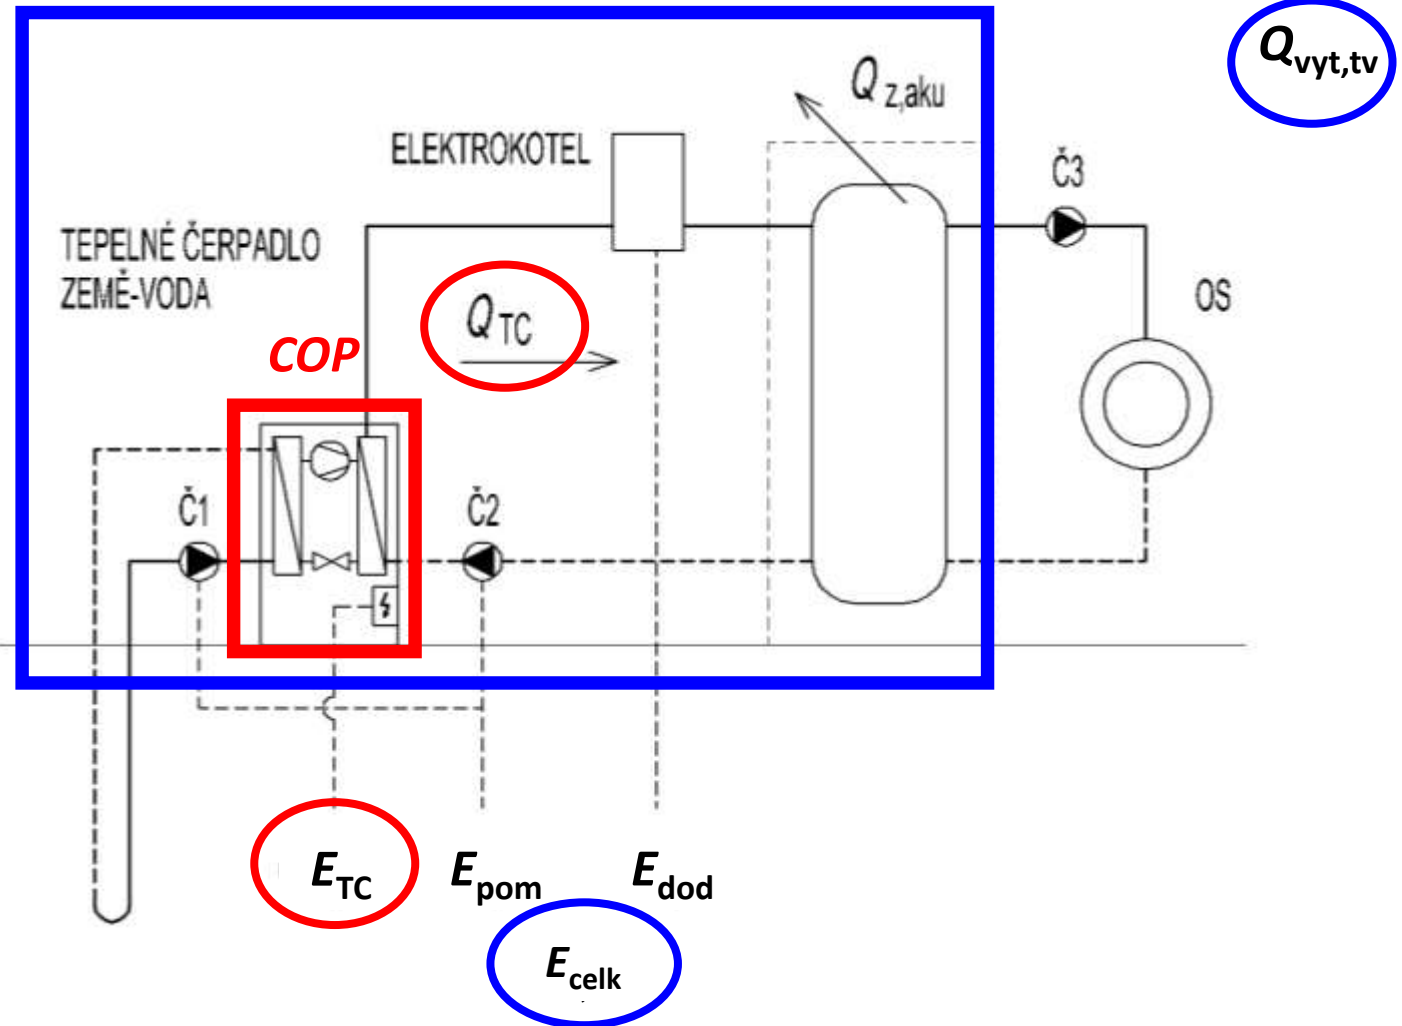 Qvyt,tv
Qz,aku
ELEKTROKOTEL
Č3
TEPELNÉ ČERPADLO
ZEMĚ-VODA
QTC
OS
COP
Č1
Č2
ETC
Epom
Edod
Ecelk